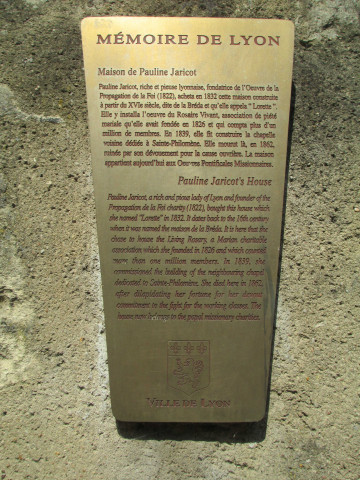 MÉMOIRE DE LYON
Maison de Pauline Jaricot
Pauline Jaricot, riche et pieuse lyonnaise, fondatrice de l'Oeuvre de la
Propagation de la Foi (1822), acheta en 1832 cette maison construite
à partir du XVIe siècle, dite de la Bréda et qu'elle appela " Lorette ".
Elle y installa l'oeuvre du Rosaire Vivant, association de piété
mariale qu'elle avait fondée en 1826 et qui compta plus d'un
million de membres. En 1839, elle fit construire la chapelle
voisine dédiée à Sainte-Philomène. Elle mourut là, en 1862,
ruinée par son dévouement pour la cause ouvrière. La maison
appartient aujourd'hui aux Oeuvres Pontificales Missionnaires.
Pauline Jaricot's House
Pauline Jaricot, a rich and pious lady of Lyon and founder of the
Propagation de la Foi charity (1822), bought this house which
she named "Lorette" in 1832. It dates back to the 16th century
when it was named the maison de la Bréda. It is here that she
chose to house the Living Rosary, a Marian charitable
association which she founded in 1826 and which counted
more than one million members. In 1839, she
commissioned the building of the neighbouring chapel
dedicated to Sainte-Philomène. She died here in 1862,
after dilapidating her fortune for her devout
commitment to the fight for the working classes. The
house now belongs to the papal missionary charities.
VILLE DE LYON